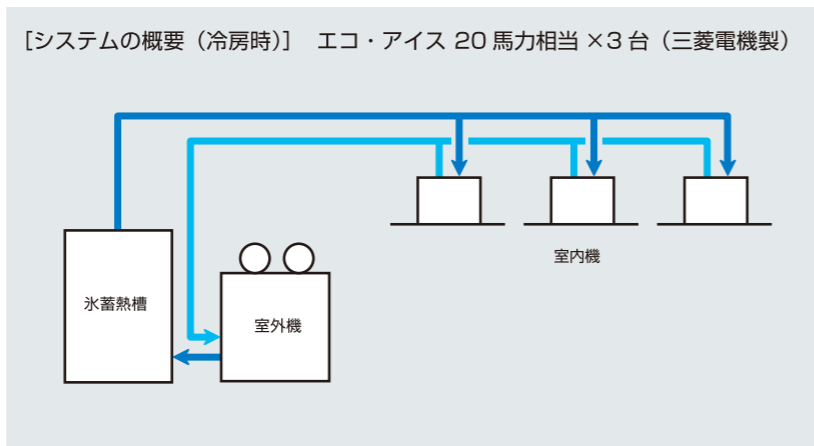 [システムの概要（冷房時）]　エコ・アイス 20 馬力相当 ×3 台（三菱電機製）
室内機
氷蓄熱槽
室外機